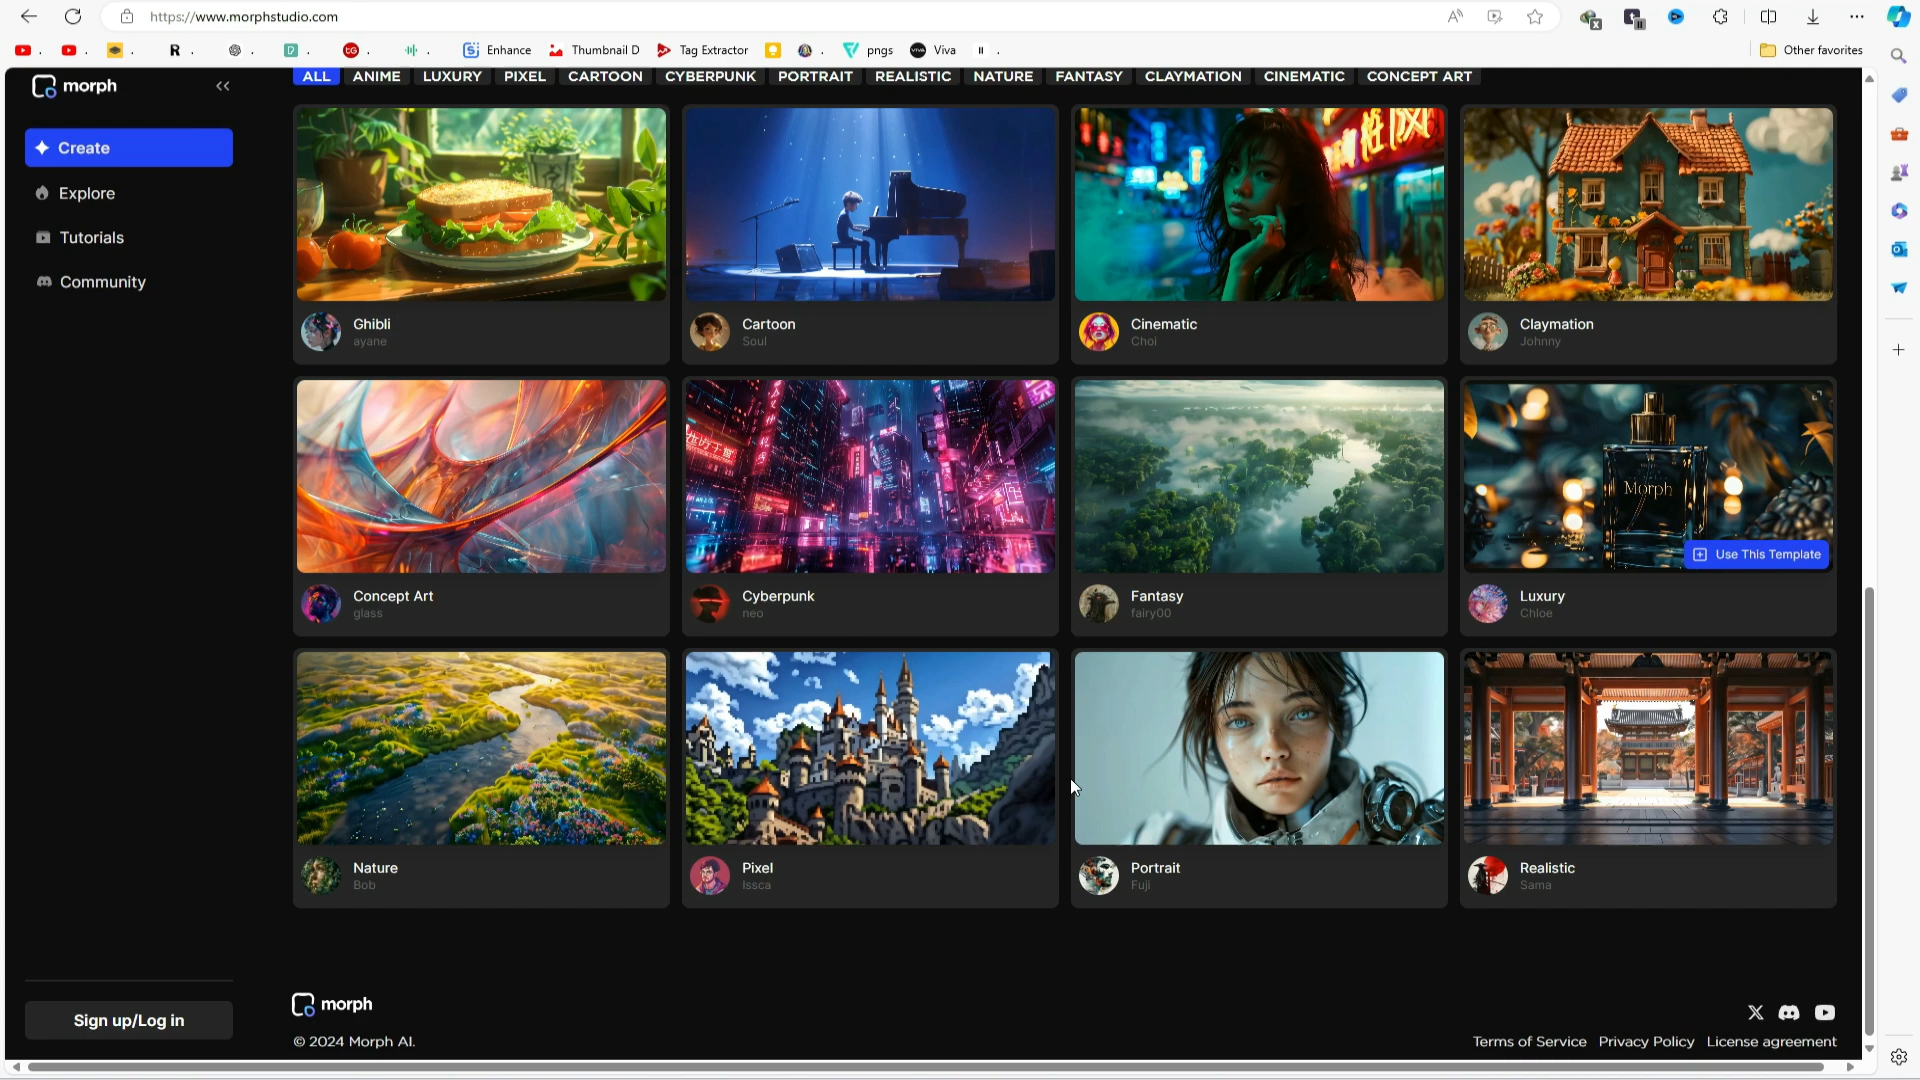 https://www.morphstudio.com
Enhance
Thumbnail D
Tag Extractor
pngs
Viva
Other favorites
morph
ALL
ANIME
LUXURY
PIXEL
CARTOON
CYBERPUNK
PORTRAIT
REALISTIC
NATURE
FANTASY
CLAYMATION
CINEMATIC
CONCEPT ART
Create
Explore
Tutorials
Community
Ghibli
ayane
Cartoon
Soul
Cinematic
Choi
Claymation
Johnny
Morph
Use This Template
Concept Art
glass
Cyberpunk
neo
Fantasy
fairy00
Luxury
Chloe
Nature
Bob
Pixel
Issca
Portrait
Fuji
Realistic
Sama
Sign up/Log in
morph
© 2024 Morph AI.
Terms of Service
Privacy Policy
License agreement